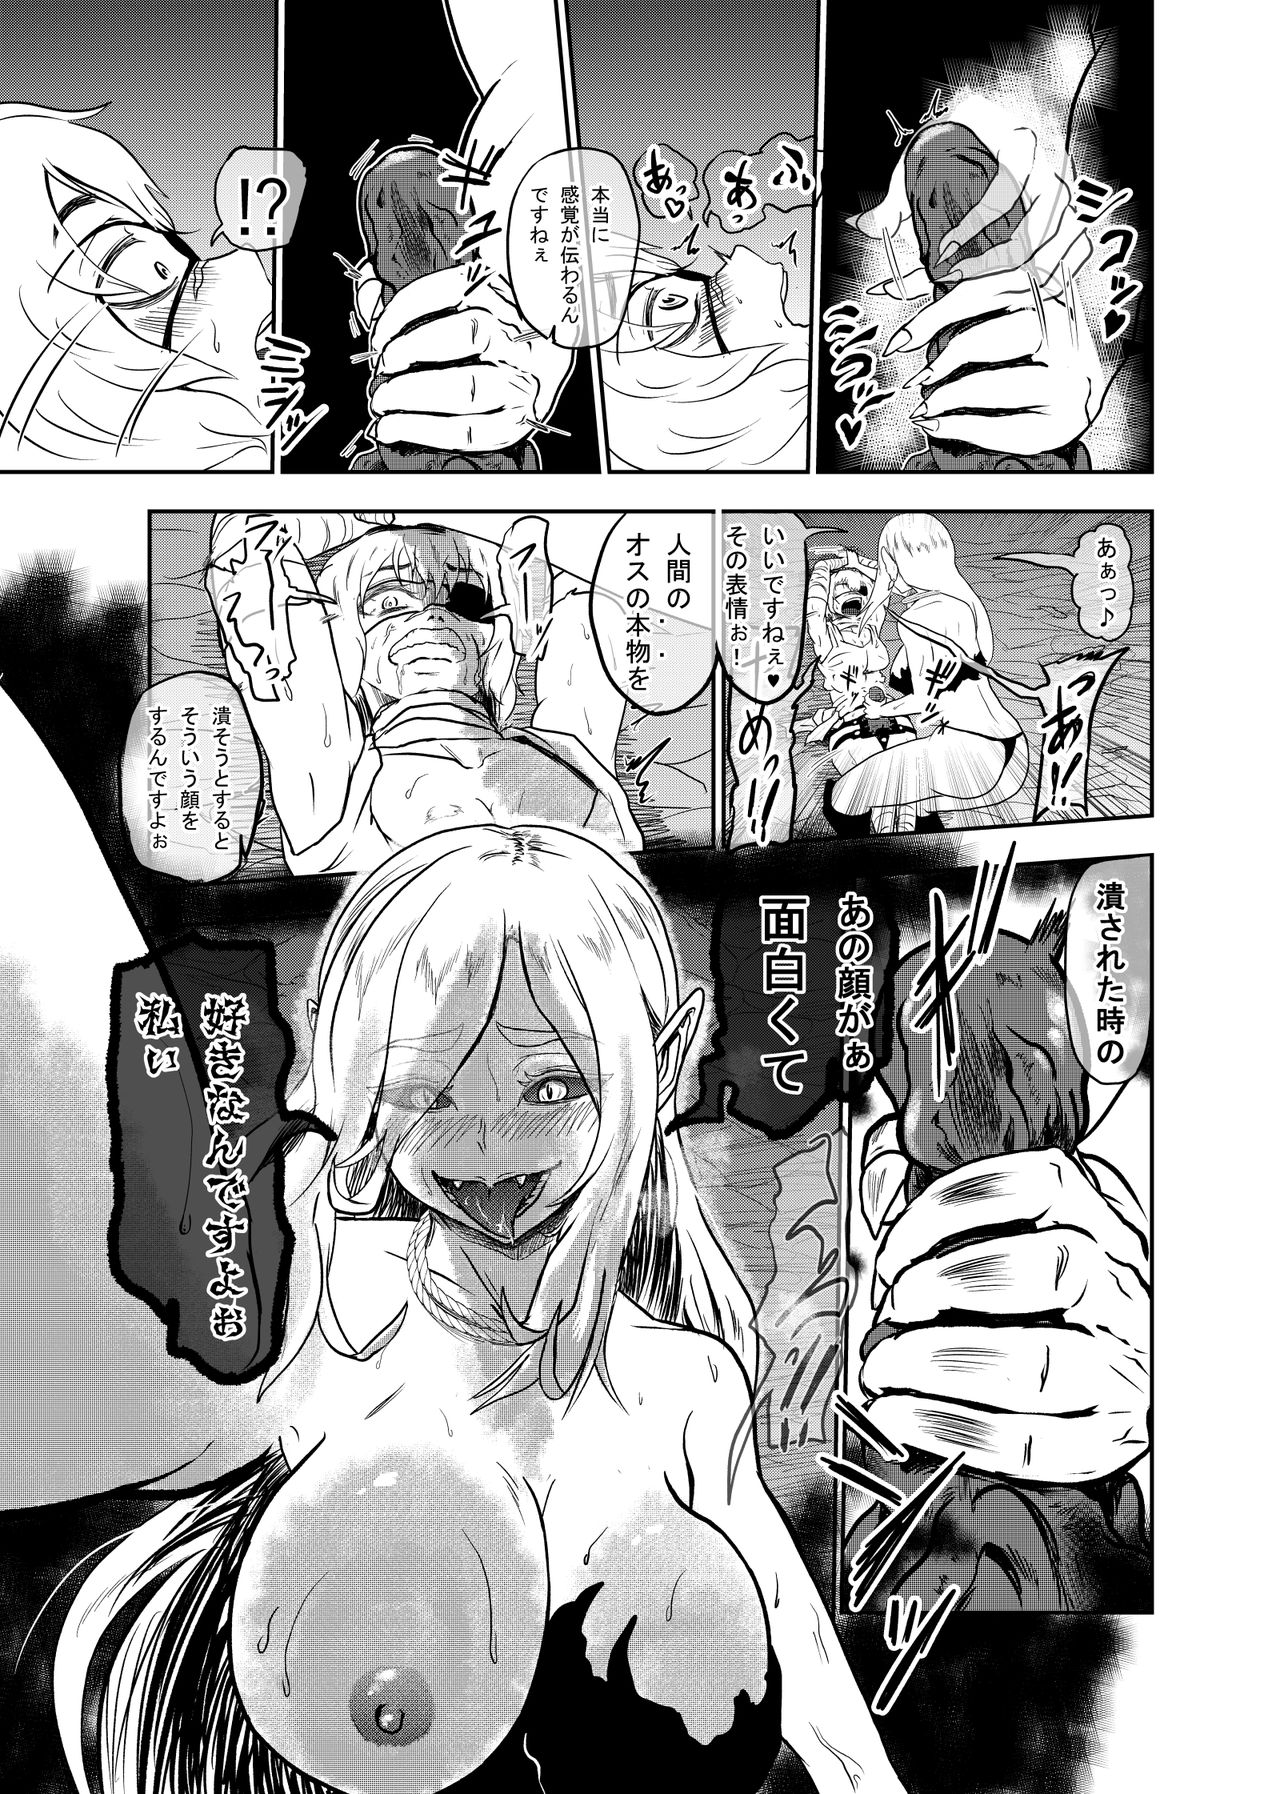 シコッ♥
シコッ♥
ふ
あっ
あっ♥
本当に
感覚が伝わるん
ですねぇ
ミシミシッ
!?
あぁっ♪
いいですねぇ♥
その表情ぉ！
ギ
ギ
あっ!!
めっ!!
人間の
オスの本物を
潰そうとすると
そういう顔を
するんですよぉ
潰された時の
あの顔がぁ
面白くて
好きなんですよぉ
私ぃ